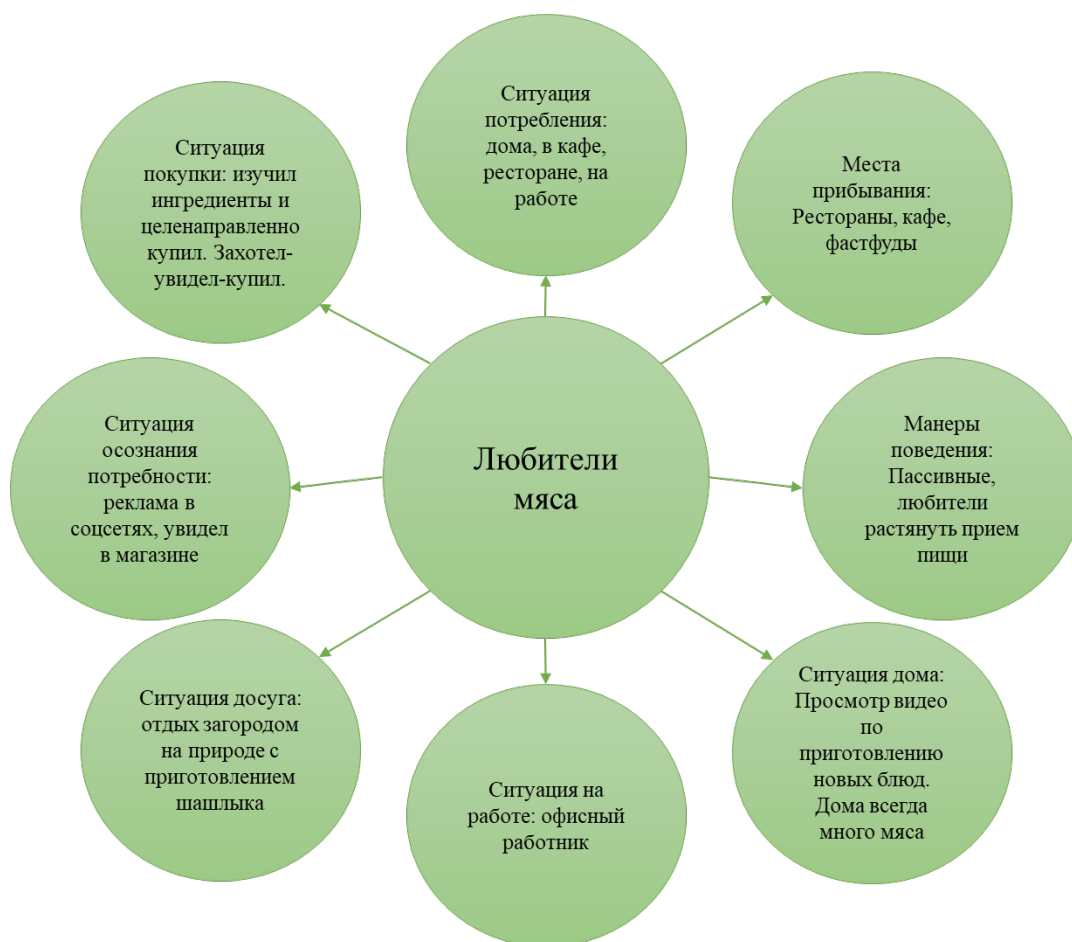 Ситуация
потребления:
дома, в кафе,
ресторане, на
работе
Места
прибывания:
Рестораны, кафе,
фастфуды
Манеры
поведения:
Пассивные,
любители
растянуть прием
пищи
Ситуация дома:
Просмотр видео
по
приготовлению
новых блюд.
Дома всегда
много мяса
Ситуация на
работе: офисный
работник
Ситуация досуга:
отдых загородом
на природе с
приготовлением
шашлыка
Ситуация
осознания
потребности:
реклама в
соцсетях, увидел
в магазине
Ситуация
покупки: изучил
ингредиенты и
целенаправленно
купил. Захотел-
увидел-купил.
Любители
мяса